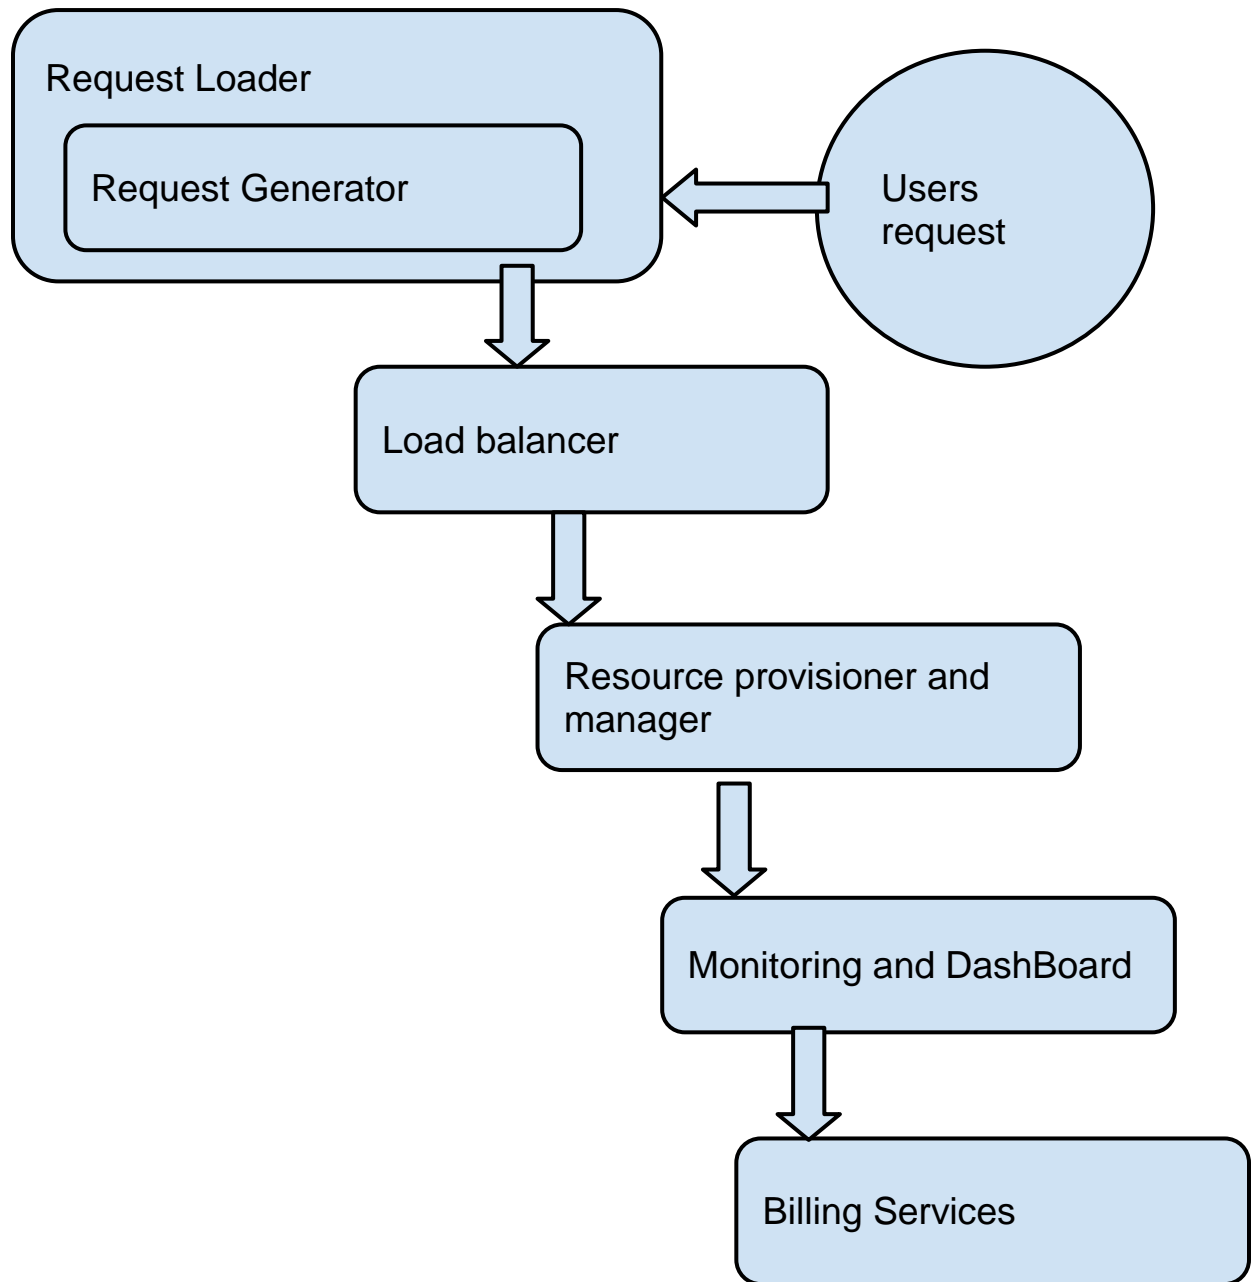 Request Loader
Request Generator
Users
request
Load balancer
Resource provisioner and
manager
Monitoring and DashBoard
Billing Services